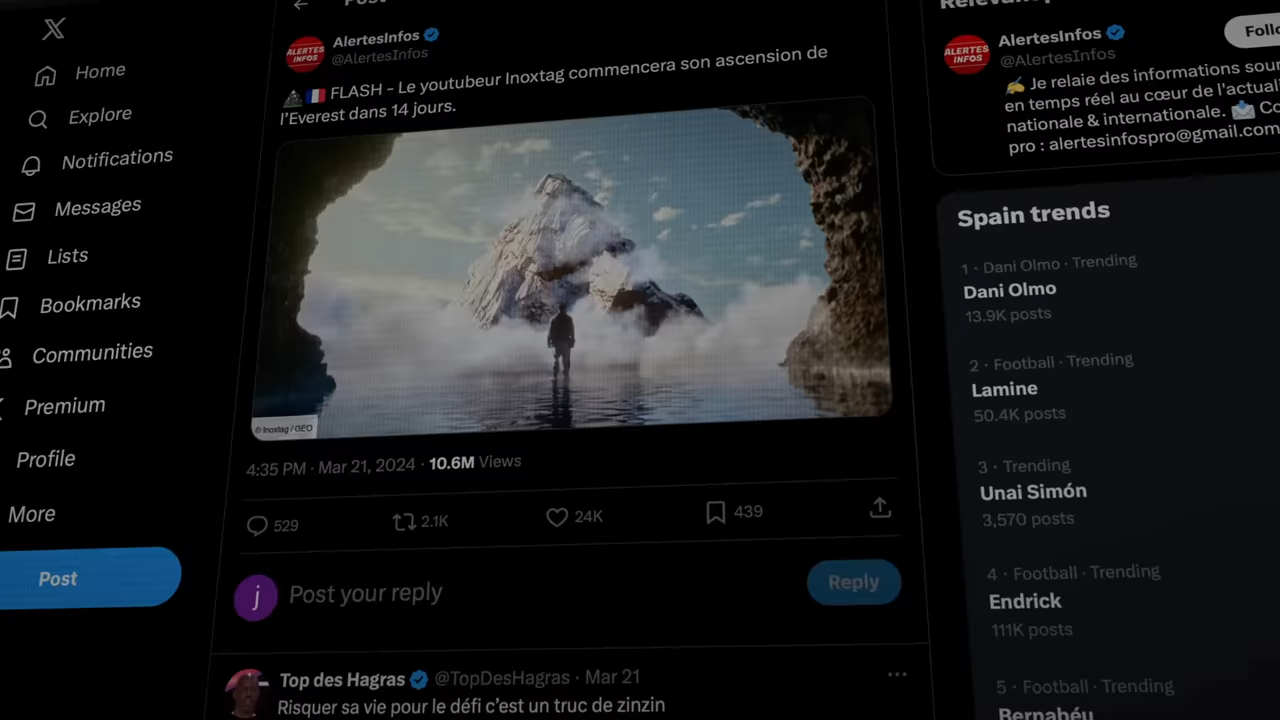 Home
Explore
Notifications
Messages
Lists
Bookmarks
Communities
Premium
Profile
More
Post
Post
AlertesInfos
@AlertesInfos
ALERTES
INFOS
FLASH - Le youtubeur Inoxtag commencera son ascension de
l'Everest dans 14 jours.
© Inoxtag / GEO
4:35 PM · Mar 21, 2024 · 10.6M Views
529
2.1K
24K
439
j
Post your reply
Reply
Top des Hagras @TopDesHagras · Mar 21
Risquer sa vie pour le défi c'est un truc de zinzin
AlertesInfos
@AlertesInfos
ALERTES
INFOS
Je relaie des informations
en temps réel au cœur de
nationale & internationale.
pro : alertesinfospro@gmail.com
Spain trends
1 · Dani Olmo · Trending
Dani Olmo
13.9K posts
2 · Football · Trending
Lamine
50.4K posts
3 · Trending
Unai Simón
3,570 posts
4 · Football · Trending
Endrick
111K posts
5 · Football · Trending
Bernabéu